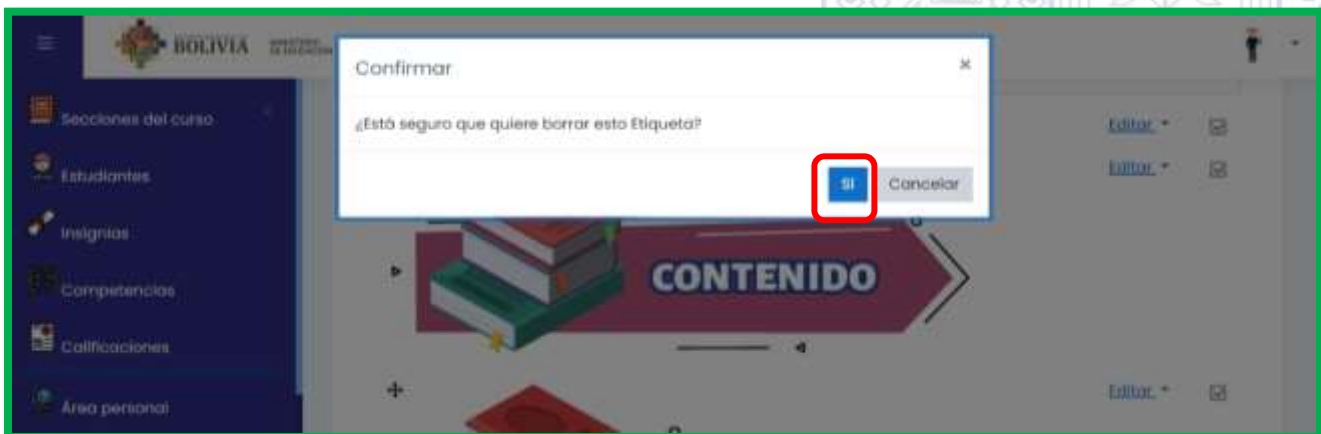 BOLIVIA
Confirmar
¿Está seguro que quiere borrar esto Etiqueta?
SI
Cancelar
Secciones del curso
Estudiantes
Insignias
Competencias
Calificaciones
Área personal
Editar
Editar
CONTENIDO
Editar